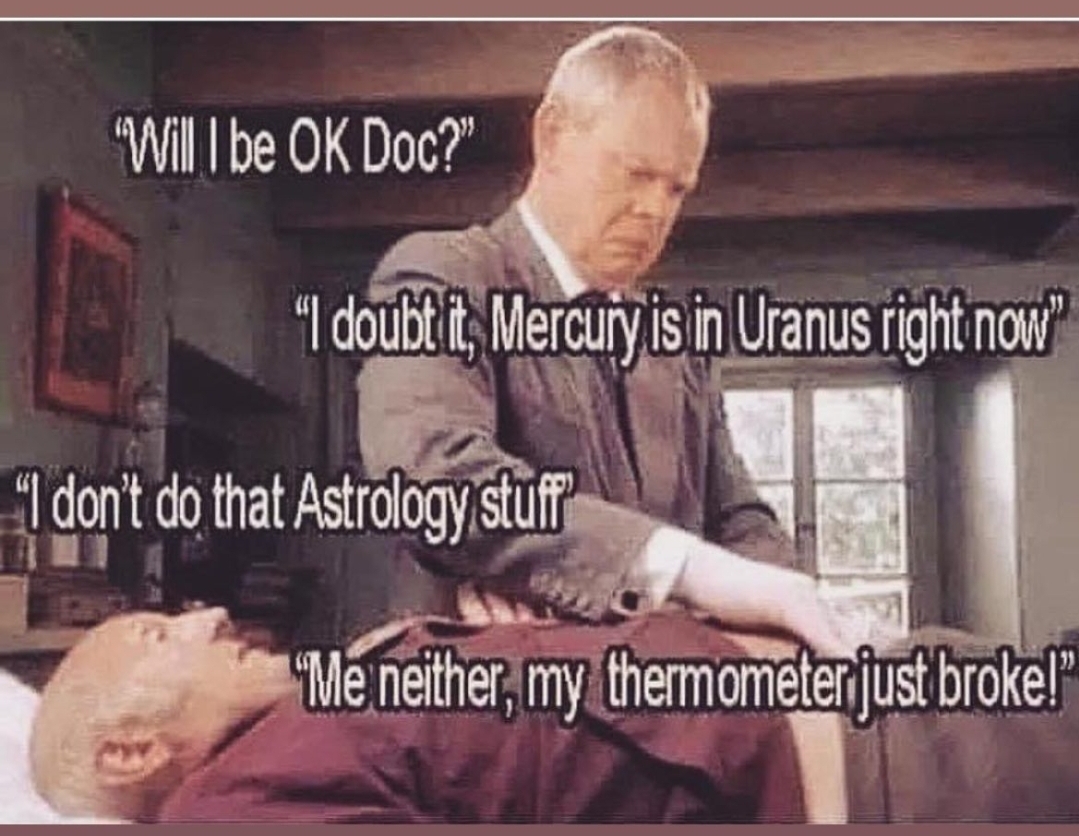 “Will I be OK Doc?”
“I doubt it, Mercury is in Uranus right now”
“I don’t do that Astrology stuff”
“Me neither, my thermometer just broke!”